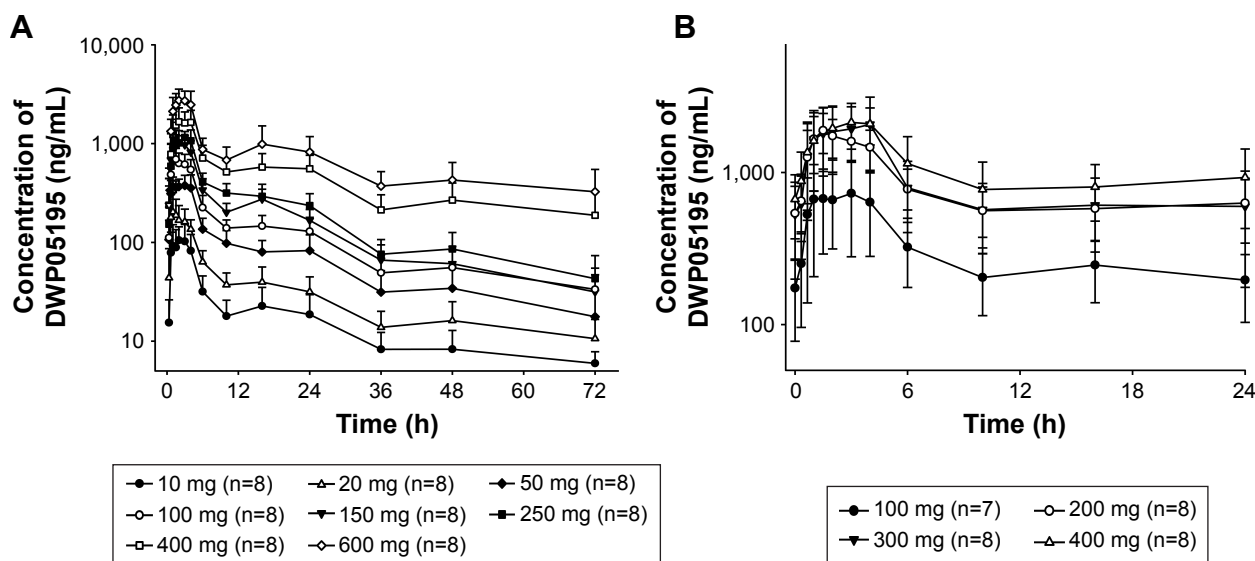 A
Concentration of
DWP05195 (ng/mL)
10,000
1,000
100
10
0 12 24 36 48 60 72
Time (h)
10 mg (n=8) 20 mg (n=8) 50 mg (n=8)
100 mg (n=8) 150 mg (n=8) 250 mg (n=8)
400 mg (n=8) 600 mg (n=8)
B
Concentration of
DWP05195 (ng/mL)
1,000
100
0 6 12 18 24
Time (h)
100 mg (n=7) 200 mg (n=8)
300 mg (n=8) 400 mg (n=8)